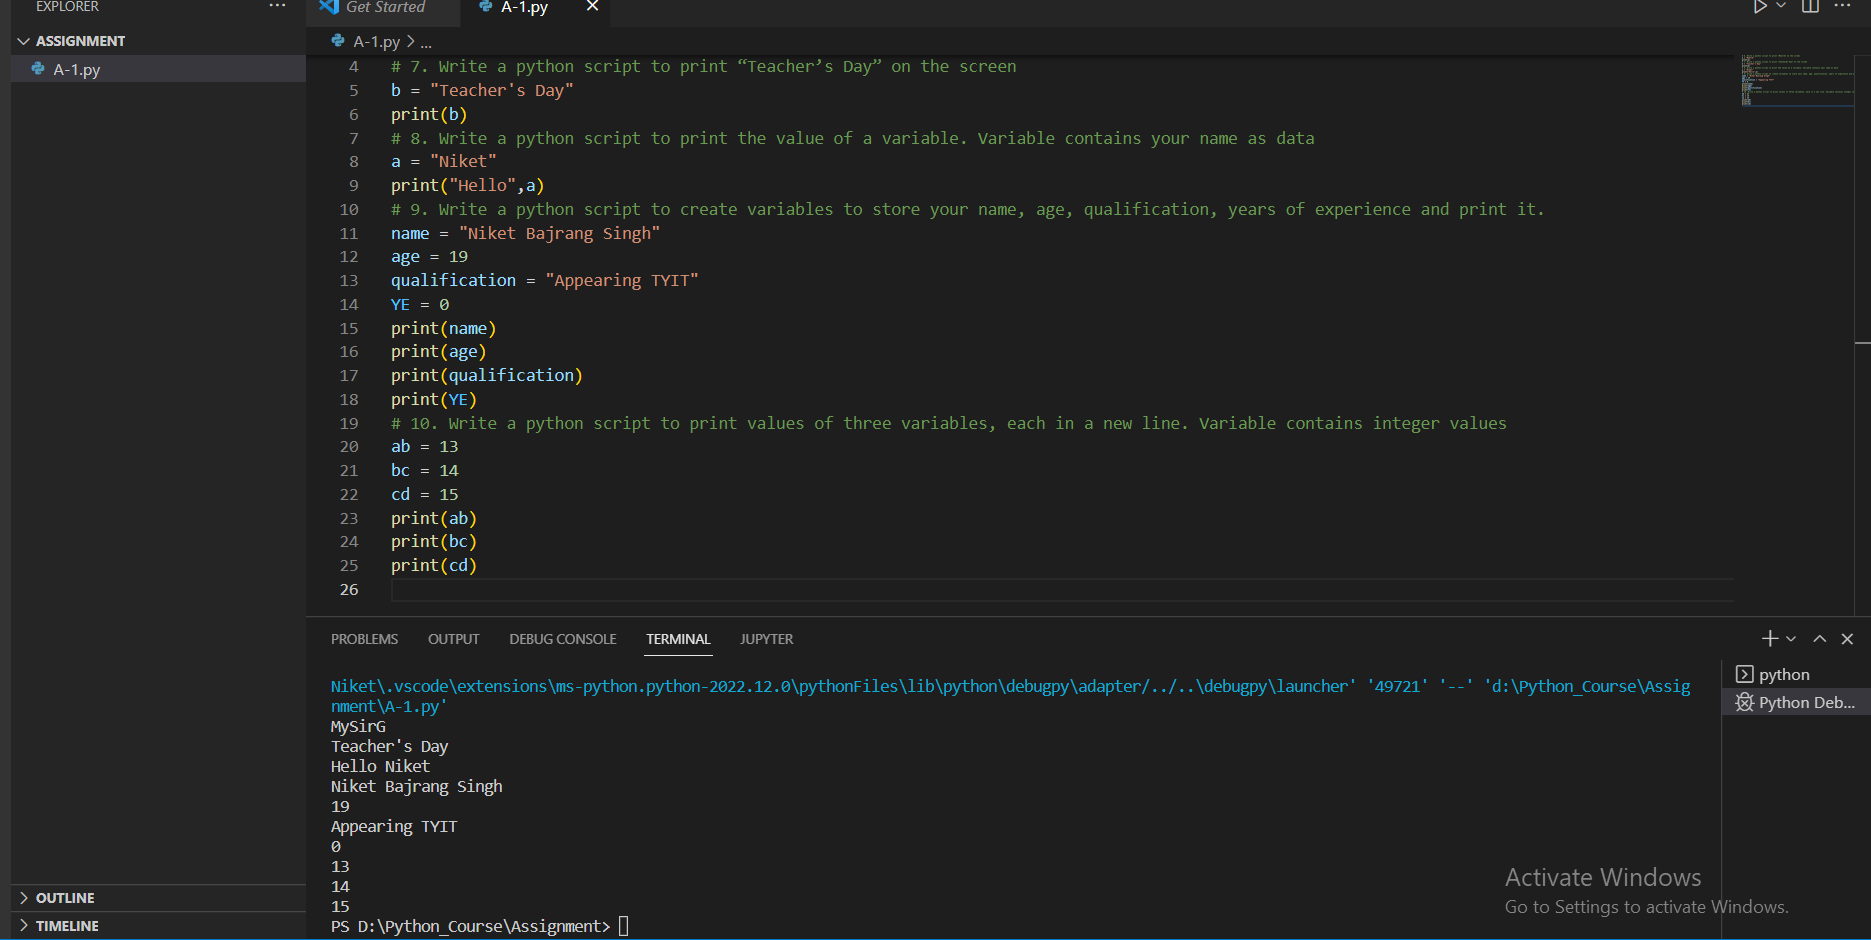 EXPLORER
ASSIGNMENT
A-1.py
OUTLINE
TIMELINE
Get Started
A-1.py
A-1.py > ...
4 # 7. Write a python script to print “Teacher’s Day” on the screen
5 b = "Teacher's Day"
6 print(b)
7 # 8. Write a python script to print the value of a variable. Variable contains your name as data
8 a = "Niket"
9 print("Hello",a)
10 # 9. Write a python script to create variables to store your name, age, qualification, years of experience and print it.
11 name = "Niket Bajrang Singh"
12 age = 19
13 qualification = "Appearing TYIT"
14 YE = 0
15 print(name)
16 print(age)
17 print(qualification)
18 print(YE)
19 # 10. Write a python script to print values of three variables, each in a new line. Variable contains integer values
20 ab = 13
21 bc = 14
22 cd = 15
23 print(ab)
24 print(bc)
25 print(cd)
26
PROBLEMS OUTPUT DEBUG CONSOLE TERMINAL JUPYTER
Niket\.vscode\extensions\ms-python.python-2022.12.0\pythonFiles\lib\python\debugpy\adapter/../..\debugpy\launcher' '49721' '--' 'd:\Python_Course\Assig
nment\A-1.py'
MySirG
Teacher's Day
Hello Niket
Niket Bajrang Singh
19
Appearing TYIT
0
13
14
15
PS D:\Python_Course\Assignment>
python
Python Deb...
Activate Windows
Go to Settings to activate Windows.